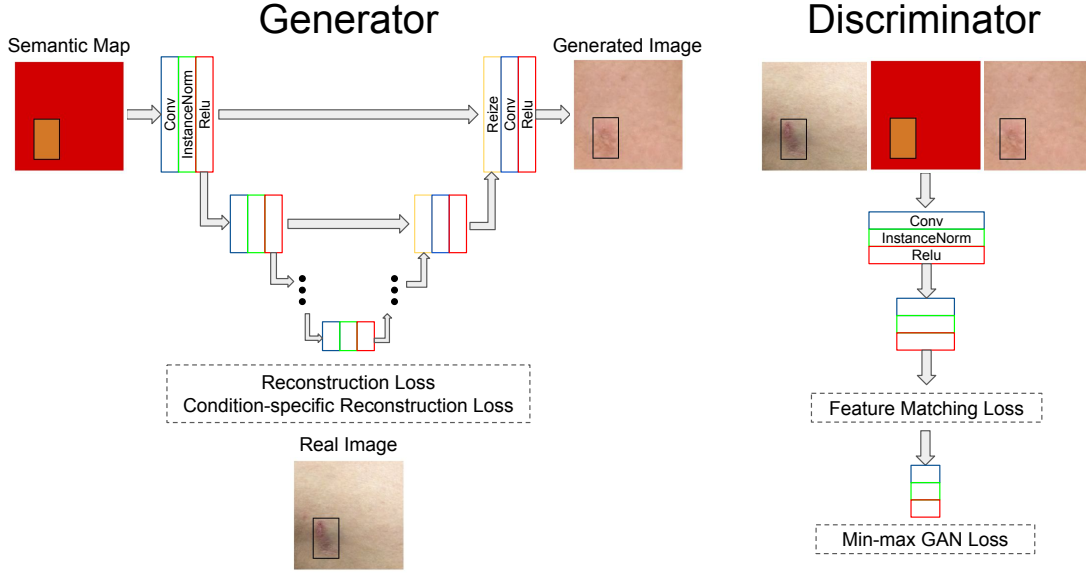 Generator
Semantic Map
Conv
InstanceNorm
Relu
Reize
Conv
Relu
Generated Image
Reconstruction Loss
Condition-specific Reconstruction Loss
Real Image
Discriminator
Conv
InstanceNorm
Relu
Feature Matching Loss
Min-max GAN Loss